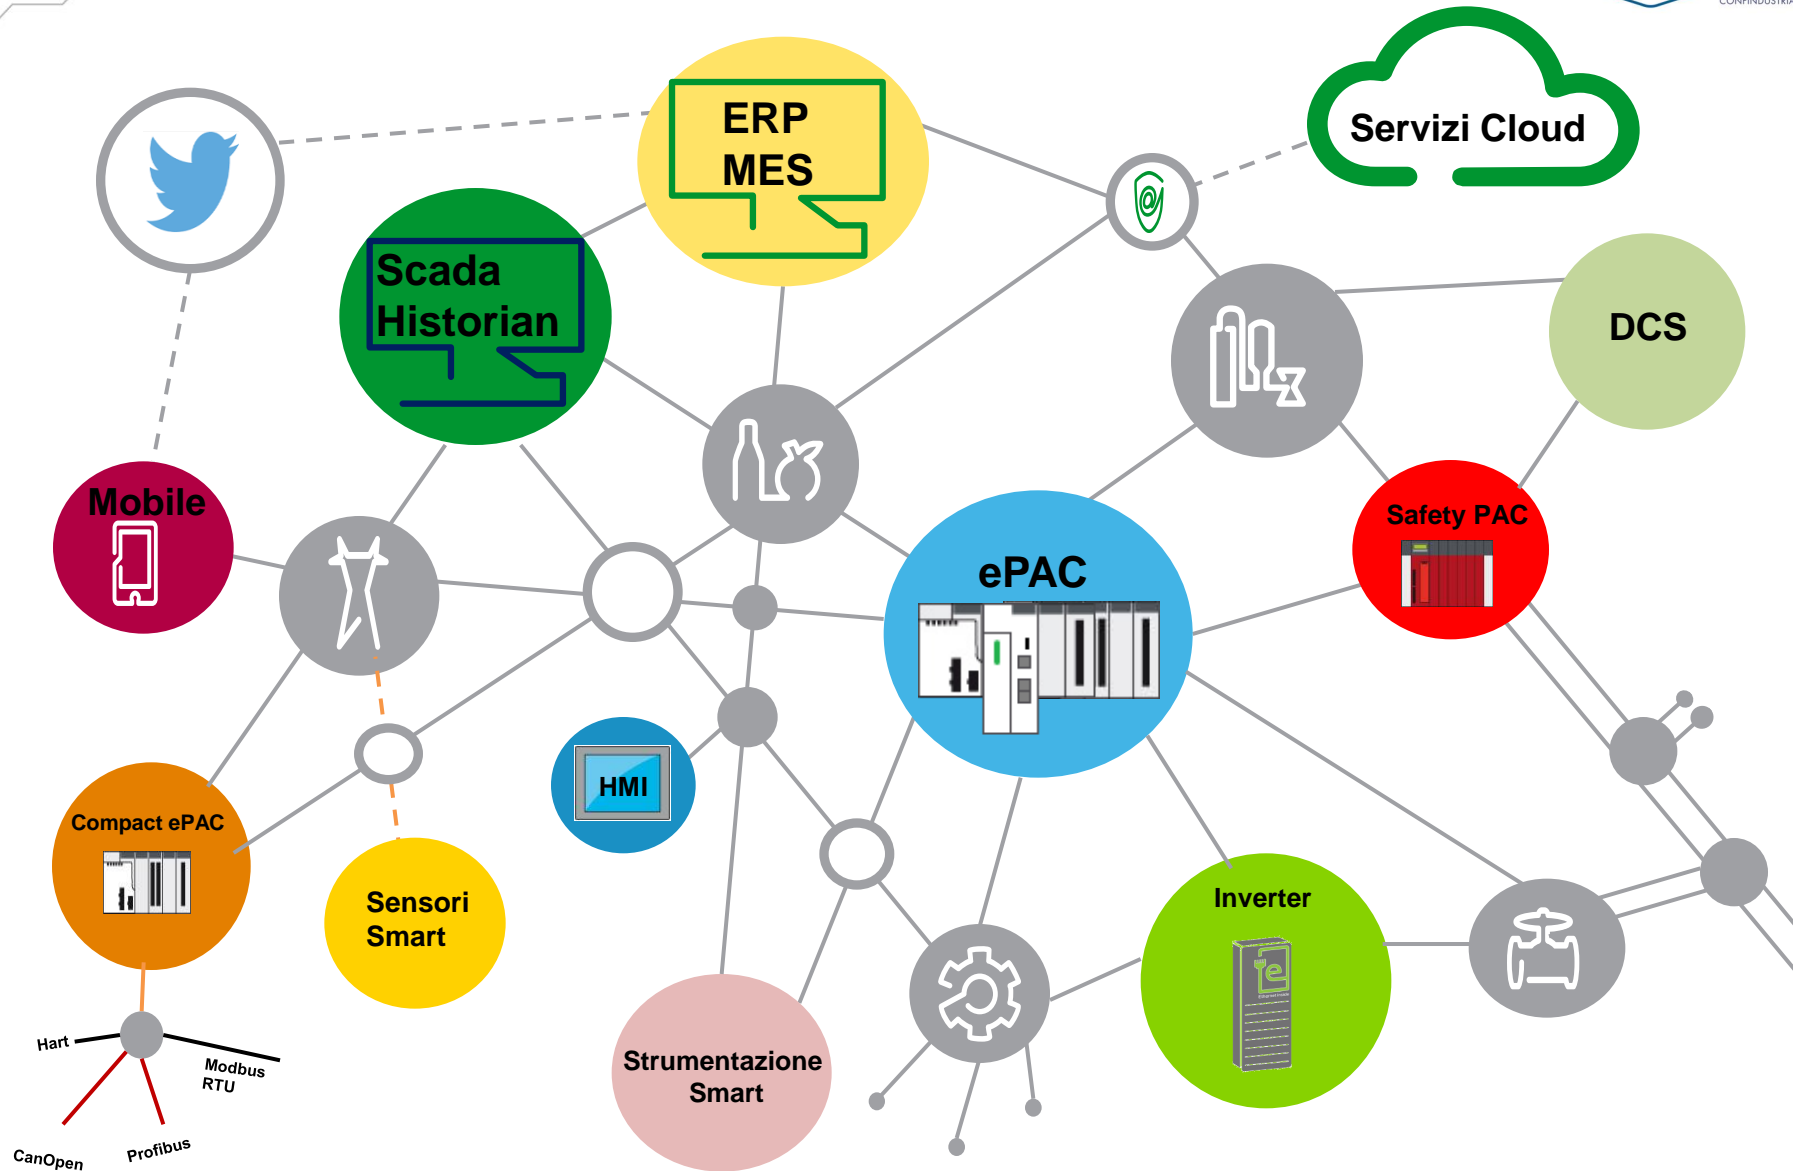 CONFINDUSTRIA
ERP
MES
Servizi Cloud
Scada
Historian
DCS
Mobile
Safety PAC
ePAC
HMI
Compact ePAC
Sensori
Smart
Inverter
e
Hart
Modbus
RTU
Strumentazione
Smart
CanOpen
Profibus